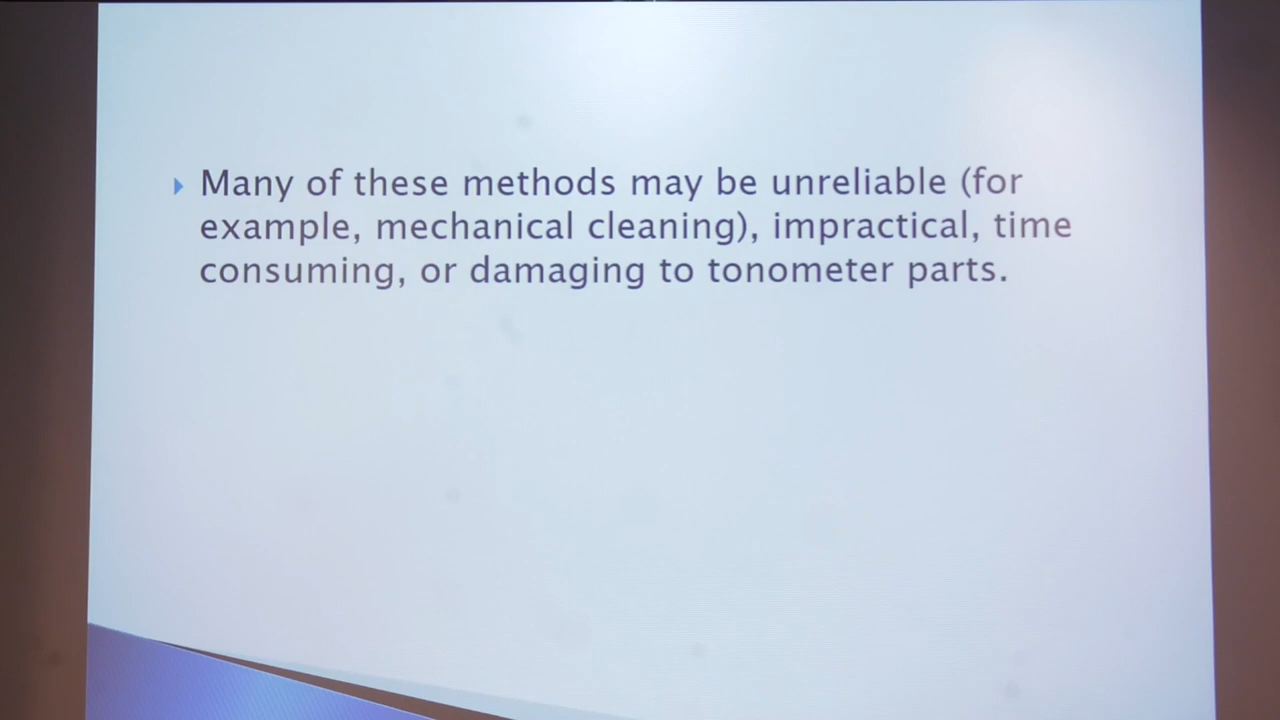 Many of these methods may be unreliable (for
example, mechanical cleaning), impractical, time
consuming, or damaging to tonometer parts.